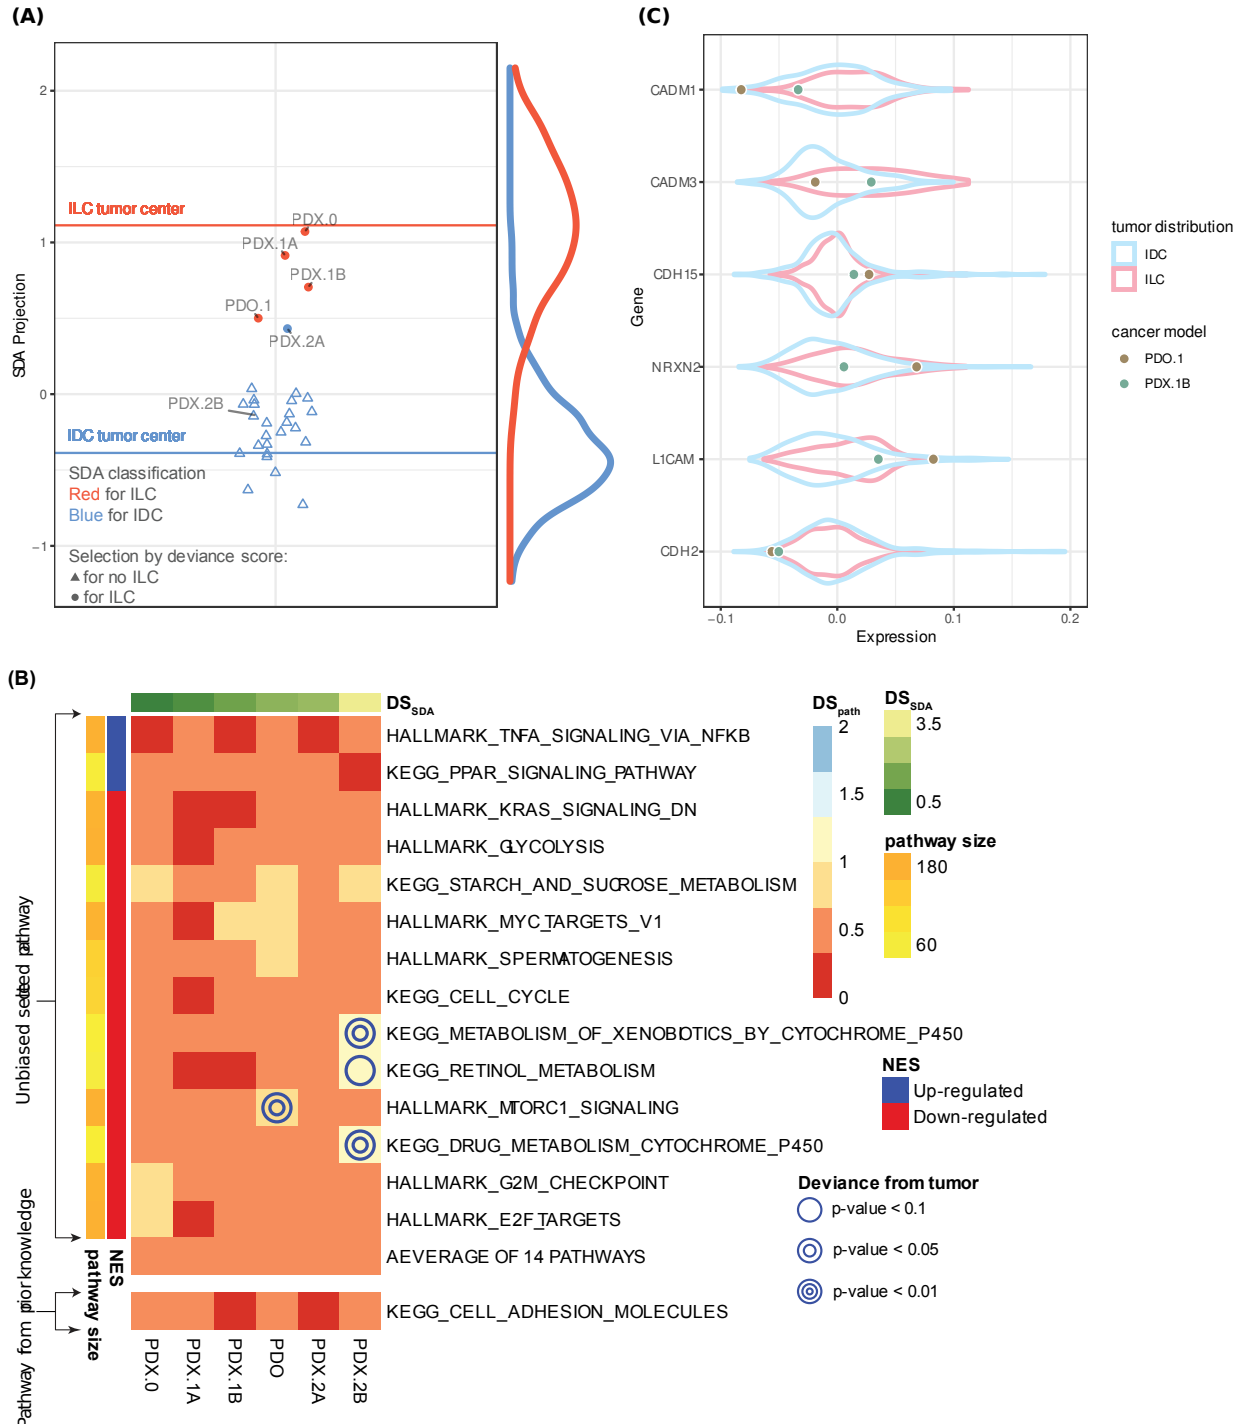 (A)
2
1
0
−1
SDA Projection
ILC tumor center
PDX.0
PDX.1A
PDX.1B
PDO.1
PDX.2A
PDX.2B
IDC tumor center
SDA classification
Red for ILC
Blue for IDC
Selection by deviance score:
for no ILC
for ILC
(C)
Gene
CADM1
CADM3
CDH15
NRXN2
L1CAM
CDH2
−0.1
0.0
0.1
0.2
Expression
tumor distribution
IDC
ILC
cancer model
PDO.1
PDX.1B
(B)
DS_SDA
HALLMARK_TNFA_SIGNALING_VIA_NFKB
KEGG_PPAR_SIGNALING_PATHWAY
HALLMARK_KRAS_SIGNALING_DN
HALLMARK_GLYCOLYSIS
KEGG_STARCH_AND_SUCROSE_METABOLISM
HALLMARK_MYC_TARGETS_V1
HALLMARK_SPERMATOGENESIS
KEGG_CELL_CYCLE
KEGG_METABOLISM_OF_XENOBIOTICS_BY_CYTOCHROME_P450
KEGG_RETINOL_METABOLISM
HALLMARK_MTORC1_SIGNALING
KEGG_DRUG_METABOLISM_CYTOCHROME_P450
HALLMARK_G2M_CHECKPOINT
HALLMARK_E2F_TARGETS
AEVERAGE OF 14 PATHWAYS
KEGG_CELL_ADHESION_MOLECULES
Unbiased pathway
Pathway knowledge
pathway size
NES
PDX.0
PDX.1A
PDX.1B
PDO
PDX.2A
PDX.2B
DS_path
2
1.5
1
0.5
0
DS_SDA
3.5
0.5
pathway size
180
60
NES
Up-regulated
Down-regulated
Deviance from tumor
p-value < 0.1
p-value < 0.05
p-value < 0.01